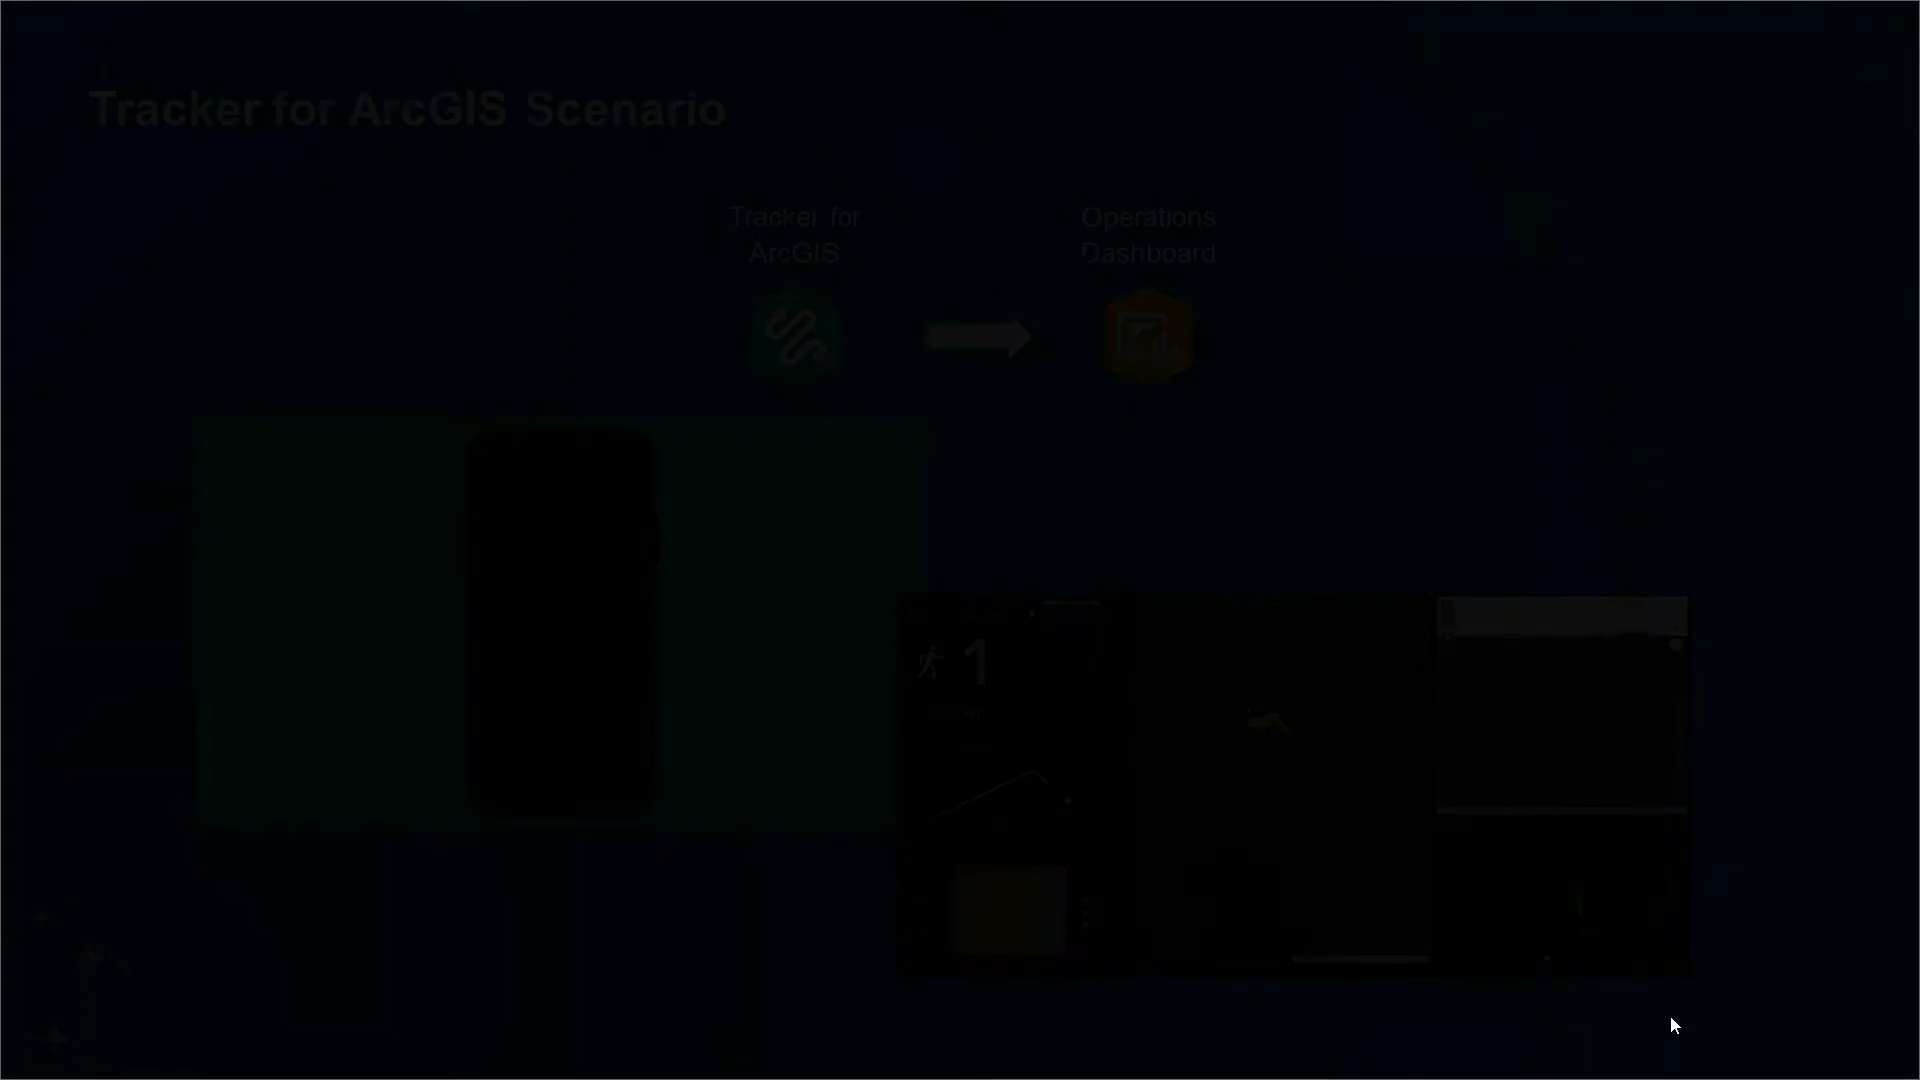 Tracker for ArcGIS Scenario
Tracker for
ArcGIS
Operations
Dashboard
1